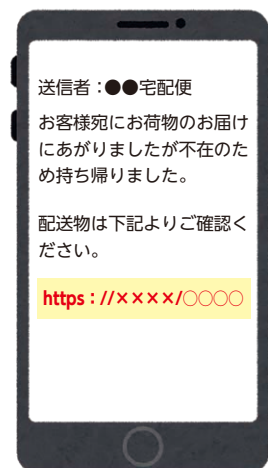 送信者：●●宅配便
お客様宛にお荷物のお届け
にあがりましたが不在のた
め持ち帰りました。
配送物は下記よりご確認く
ださい。
https：//××××/○○○○